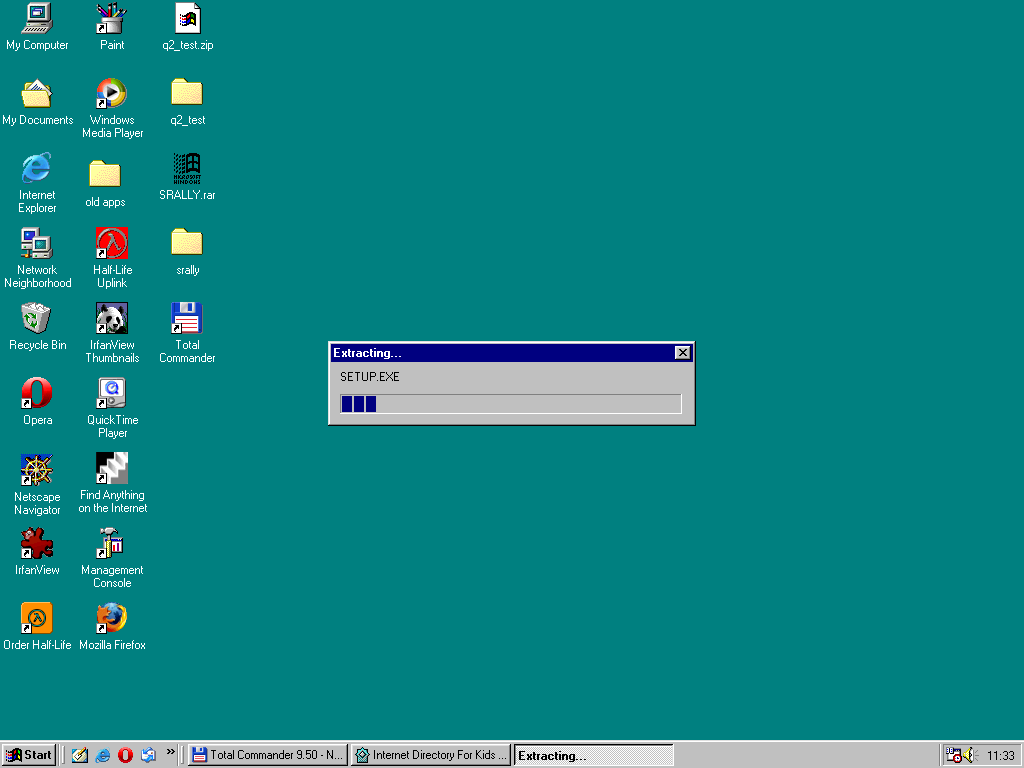 My Computer
Paint
q2_test.zip
My Documents
Windows
Media Player
q2_test
Internet
Explorer
old apps
MICROSOFT
WINDOWS
SRALLY.rar
Network
Neighborhood
Half-Life
Uplink
srally
Recycle Bin
IrfanView
Thumbnails
Total
Commander
Extracting...
SETUP.EXE
Opera
QuickTime
Player
Netscape
Navigator
Find Anything
on the Internet
IrfanView
Management
Console
Order Half-Life
Mozilla Firefox
Start
»
Total Commander 9.50 - N...
Internet Directory For Kids ...
Extracting...
11:33